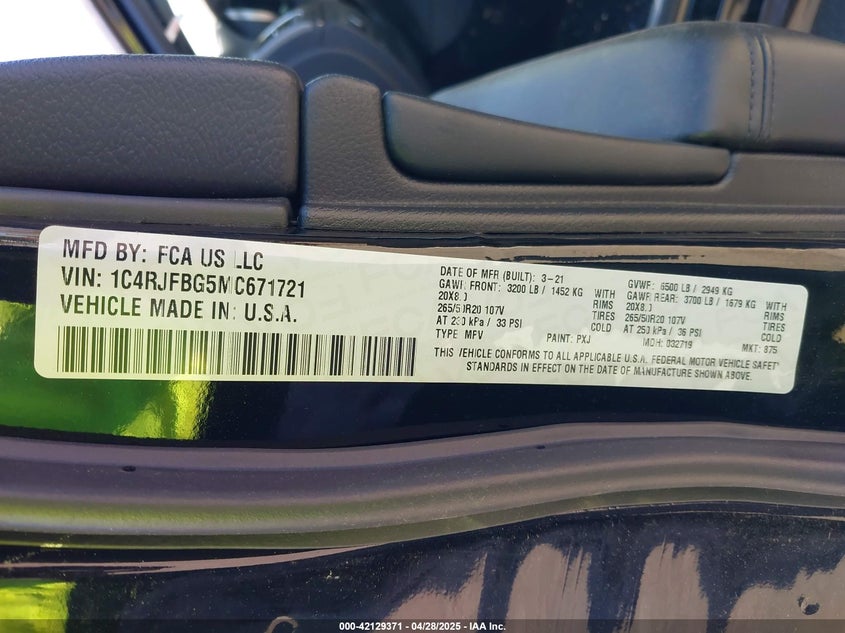 MFD BY: FCA US LLC
VIN: 1C4RJFBG5MC671721
VEHICLE MADE IN: U.S.A.
DATE OF MFR (BUILT): 3-21
GAWR, FRONT: 3200 LB / 1452 KG WITH
20X8.0 RIMS
265/50R20 107V TIRES
AT 230 kPa / 33 PSI COLD
TYPE: MPV PAINT: PXJ
GVWR: 6500 LB / 2949 KG
GAWR REAR: 3700 LB / 1679 KG WITH
20X8.0 RIMS
265/50R20 107V TIRES
AT 250 kPa / 36 PSI COLD
MDH: 032719 MKT: 875
THIS VEHICLE CONFORMS TO ALL APPLICABLE U.S.A. FEDERAL MOTOR VEHICLE SAFETY
STANDARDS IN EFFECT ON THE DATE OF MANUFACTURE SHOWN ABOVE.
000-42129371 - 04/28/2025 - IAA Inc.